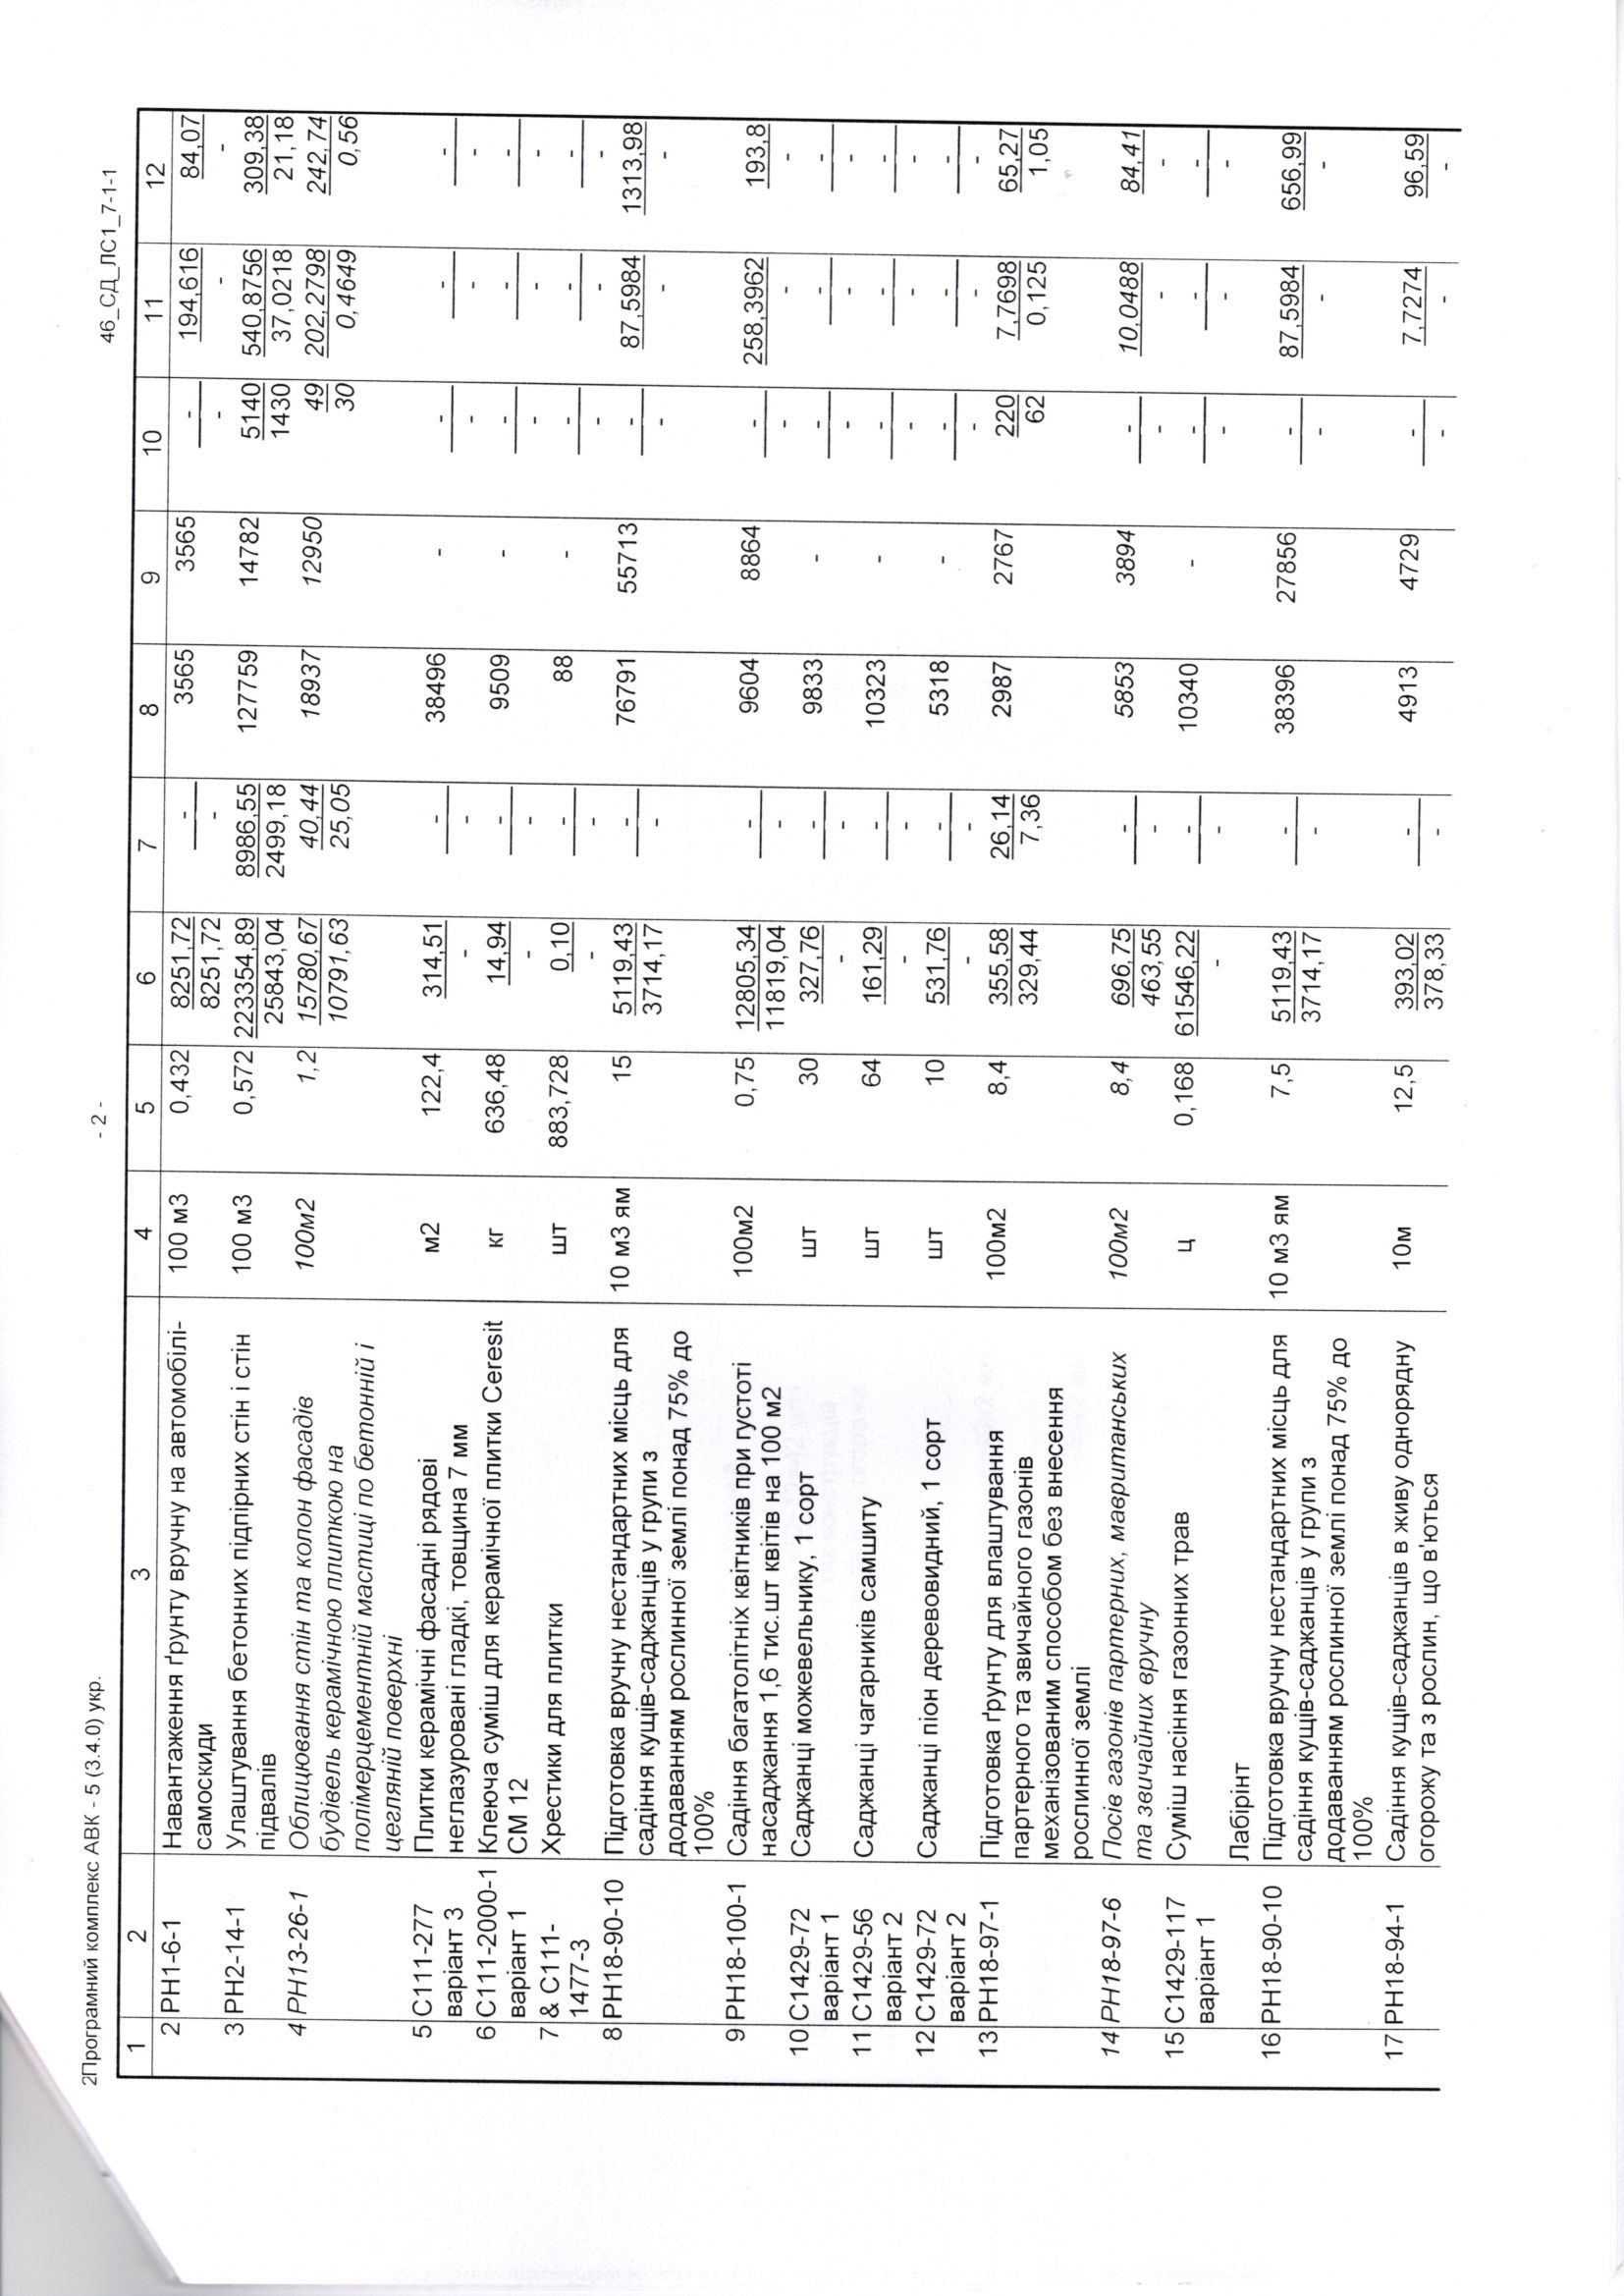 2Програмний комплекс АВК - 5 (3.4.0) укр. - 2 - 46_СД_ЛС1_7-1-1
1 2 3 4 5 6 7 8 9 10 11 12
2 РН1-6-1 Навантаження ґрунту вручну на автомобілі- 100 м3 0,432 8251,72 - 3565 3565 - 194,616 84,07
самоскиди 8251,72 - - - -
3 РН2-14-1 Улаштування бетонних підпірних стін і стін 100 м3 0,572 223354,89 8986,55 127759 14782 5140 540,8756 309,38
підвалів 25843,04 2499,18 1430 37,0218 21,18
4 РН13-26-1 Облицювання стін та колон фасадів 100м2 1,2 15780,67 40,44 18937 12950 49 202,2798 242,74
будівель керамічною плиткою на 10791,63 25,05 30 0,4649 0,56
полімерцементній мастиці по бетонній і
цегляній поверхні
5 С111-277 Плитки керамічні фасадні рядові м2 122,4 314,51 - 38496 - - - -
варіант 3 неглазуровані гладкі, товщина 7 мм - - - - -
6 С111-2000-1 Клеюча суміш для керамічної плитки Ceresit кг 636,48 14,94 - 9509 - - - -
варіант 1 СМ 12 - - - - -
7 & С111- Хрестики для плитки шт 883,728 0,10 - 88 - - - -
1477-3 - - - - -
8 РН18-90-10 Підготовка вручну нестандартних місць для 10 м3 ям 15 5119,43 - 76791 55713 - 87,5984 1313,98
садіння кущів-саджанців у групи з 3714,17 - - - -
додаванням рослинної землі понад 75% до
100%
9 РН18-100-1 Садіння багатолітніх квітників при густоті 100м2 0,75 12805,34 - 9604 8864 - 258,3962 193,8
насаджання 1,6 тис.шт квітів на 100 м2 11819,04 - - - -
10 С1429-72 Саджанці можевельнику, 1 сорт шт 30 327,76 - 9833 - - - -
варіант 1 - - - - -
11 С1429-56 Саджанці чагарників самшиту шт 64 161,29 - 10323 - - - -
варіант 2 - - - - -
12 С1429-72 Саджанці піон деревовидний, 1 сорт шт 10 531,76 - 5318 - - - -
варіант 2 - - - - -
13 РН18-97-1 Підготовка ґрунту для влаштування 100м2 8,4 355,58 26,14 2987 2767 220 7,7698 65,27
партерного та звичайного газонів 329,44 7,36 62 0,125 1,05
механізованим способом без внесення
рослинної землі
14 РН18-97-6 Посів газонів партерних, мавританських 100м2 8,4 696,75 - 5853 3894 - 10,0488 84,41
та звичайних вручну 463,55 - - - -
15 С1429-117 Суміш насіння газонних трав ц 0,168 61546,22 - 10340 - - - -
варіант 1 - - - - -
Лабірінт
16 РН18-90-10 Підготовка вручну нестандартних місць для 10 м3 ям 7,5 5119,43 - 38396 27856 - 87,5984 656,99
садіння кущів-саджанців у групи з 3714,17 - - - -
додаванням рослинної землі понад 75% до
100%
17 РН18-94-1 Садіння кущів-саджанців в живу однорядну 10м 12,5 393,02 - 4913 4729 - 7,7274 96,59
огорожу та з рослин, що в'ються 378,33 - - - -